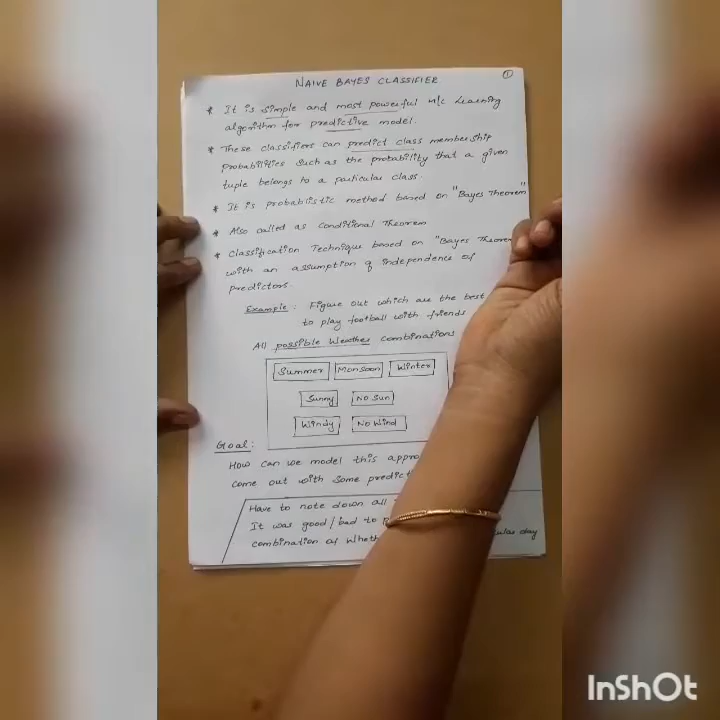 NAIVE BAYES CLASSIFIER
①
* It is simple and most powerful M/c Learning
algorithm for predictive model.
* These classifiers can predict class membership
probabilities such as the probability that a given
tuple belongs to a particular class.
* It is probabilistic method based on "Bayes Theorem"
* Also called as conditional Theorem
* Classification Technique based on "Bayes Theorem
with an assumption of independence of
predictors.
Example: Figure out which are the best
to play football with friends
All possible Weather combinations
Summer Monsoon Winter
Sunny No Sun
Windy No Wind
Goal:
How can we model this
come out with some
Have to note down all
It was good/bad to
combination of day
InShOt